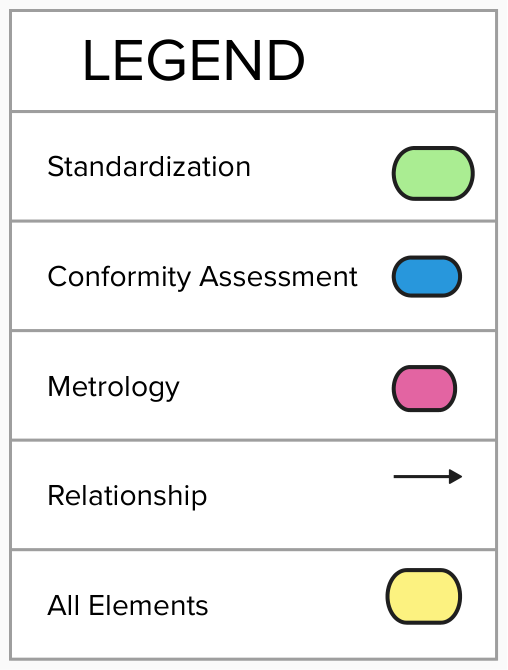 LEGEND
Standardization
Conformity Assessment
Metrology
Relationship
All Elements